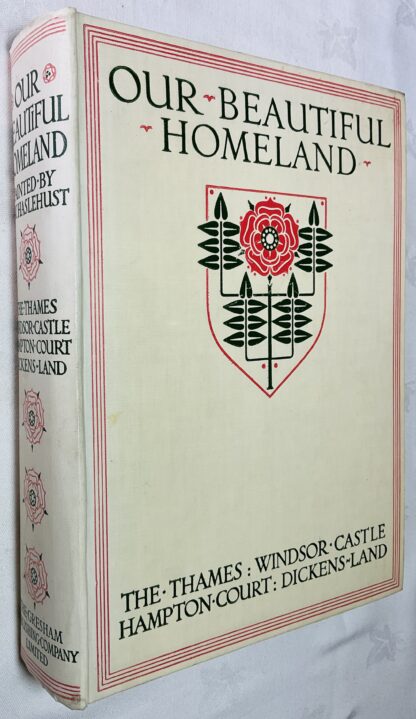 OUR BEAUTIFUL
HOMELAND
THE·THAMES : WINDSOR·CASTLE
HAMPTON·COURT : DICKENS-LAND
OUR
BEAUTIFUL
HOMELAND
PAINTED·BY
HASLEHUST
THE·THAMES
WINDSOR·CASTLE
HAMPTON·COURT
DICKENS-LAND
GRESHAM
COMPANY
LIMITED